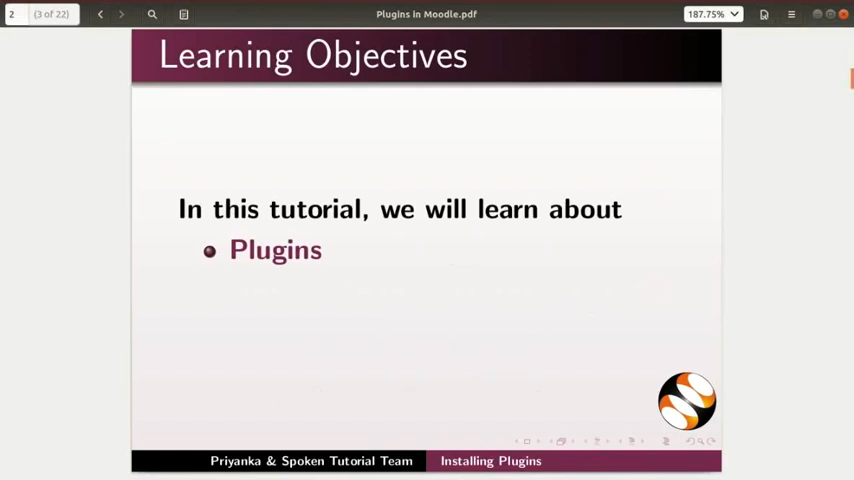 2 (3 of 22) Plugins in Moodle.pdf 187.75%
Learning Objectives
In this tutorial, we will learn about
Plugins
Priyanka & Spoken Tutorial Team Installing Plugins